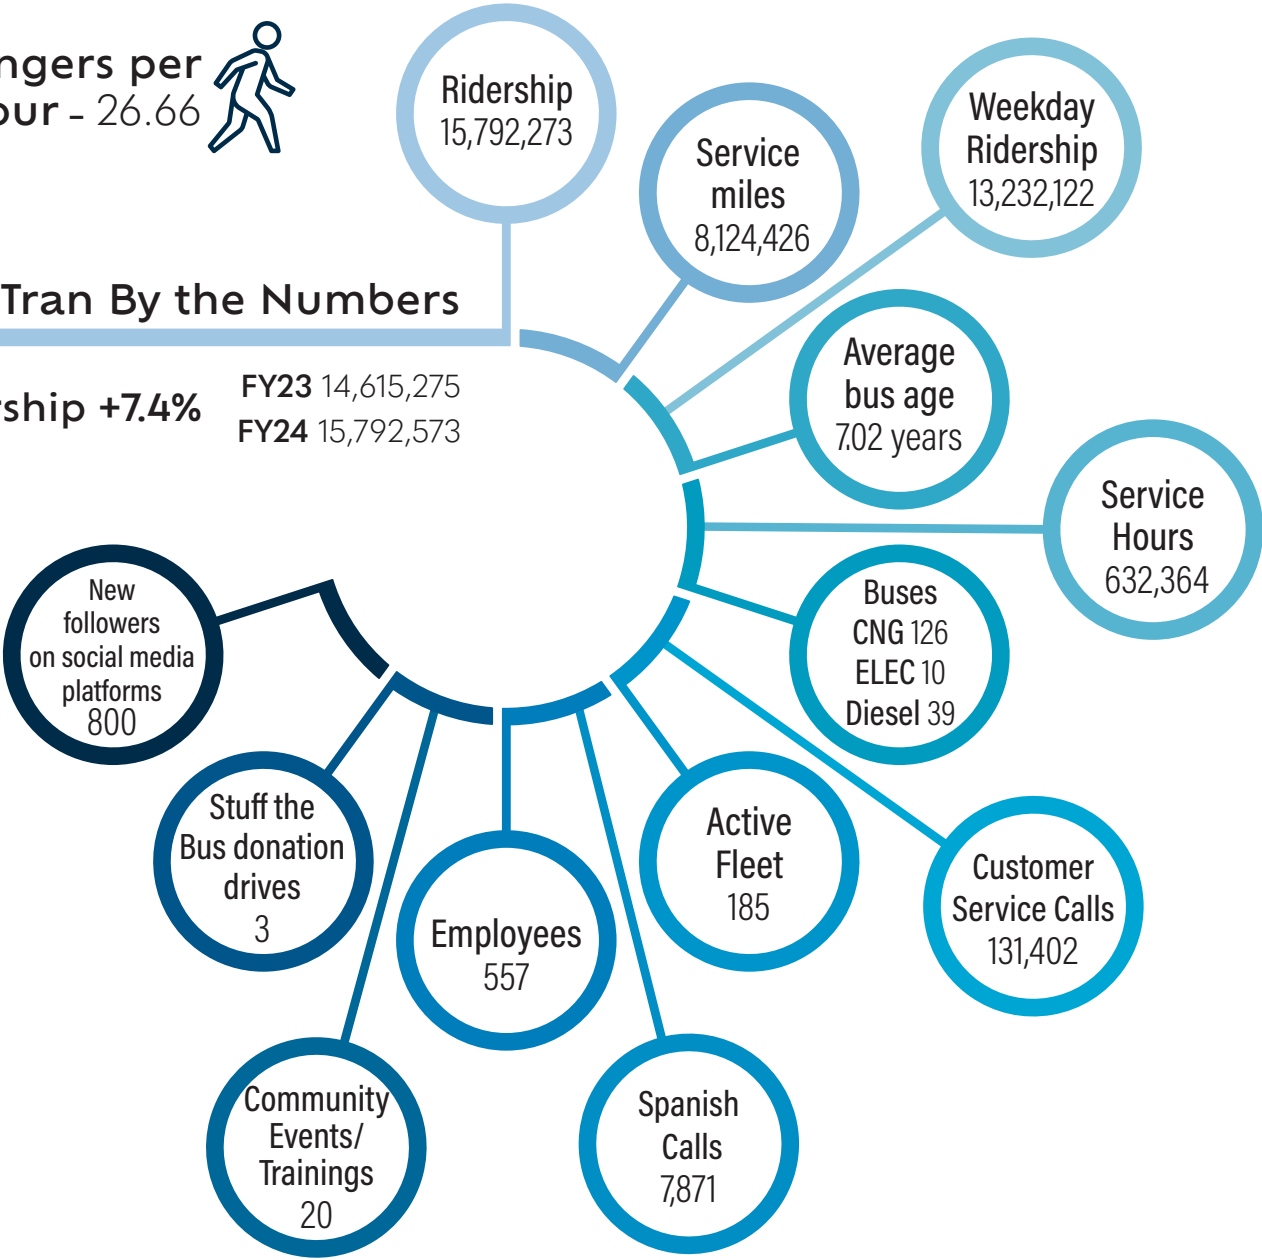 ngers per
our - 26.66
Tran By the Numbers
rship +7.4%
FY23 14,615,275
FY24 15,792,573
Ridership
15,792,273
Service
miles
8,124,426
Weekday
Ridership
13,232,122
Average
bus age
7.02 years
Service
Hours
632,364
Buses
CNG 126
ELEC 10
Diesel 39
Customer
Service Calls
131,402
Active
Fleet
185
Spanish
Calls
7,871
Employees
557
Community
Events/
Trainings
20
Stuff the
Bus donation
drives
3
New
followers
on social media
platforms
800